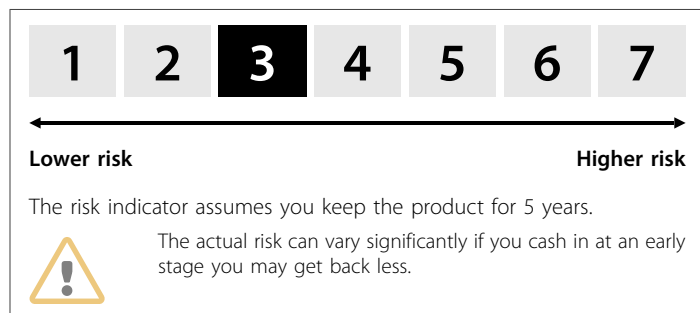 1 2 3 4 5 6 7
Lower risk Higher risk
The risk indicator assumes you keep the product for 5 years.
The actual risk can vary significantly if you cash in at an early
stage you may get back less.